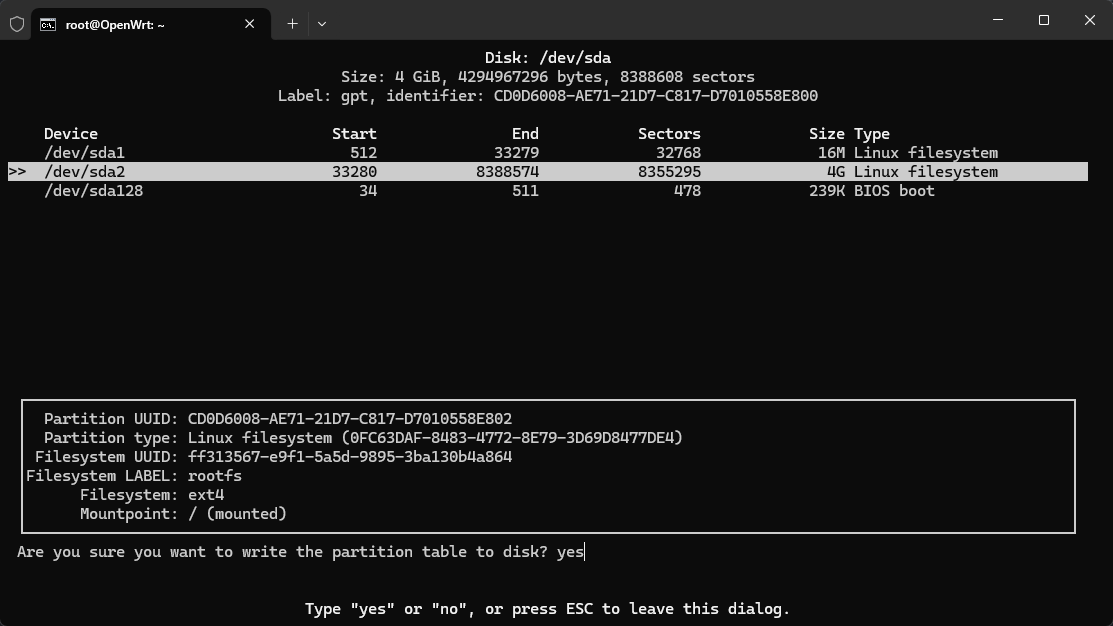 root@OpenWrt: ~
Disk: /dev/sda
Size: 4 GiB, 4294967296 bytes, 8388608 sectors
Label: gpt, identifier: CD0D6008-AE71-21D7-C817-D7010558E800
Device Start End Sectors Size Type
/dev/sda1 512 33279 32768 16M Linux filesystem
>> /dev/sda2 33280 8388574 8355295 4G Linux filesystem
/dev/sda128 34 511 478 239K BIOS boot
Partition UUID: CD0D6008-AE71-21D7-C817-D7010558E802
Partition type: Linux filesystem (0FC63DAF-8483-4772-8E79-3D69D8477DE4)
Filesystem UUID: ff313567-e9f1-5a5d-9895-3ba130b4a864
Filesystem LABEL: rootfs
Filesystem: ext4
Mountpoint: / (mounted)
Are you sure you want to write the partition table to disk? yes
Type "yes" or "no", or press ESC to leave this dialog.